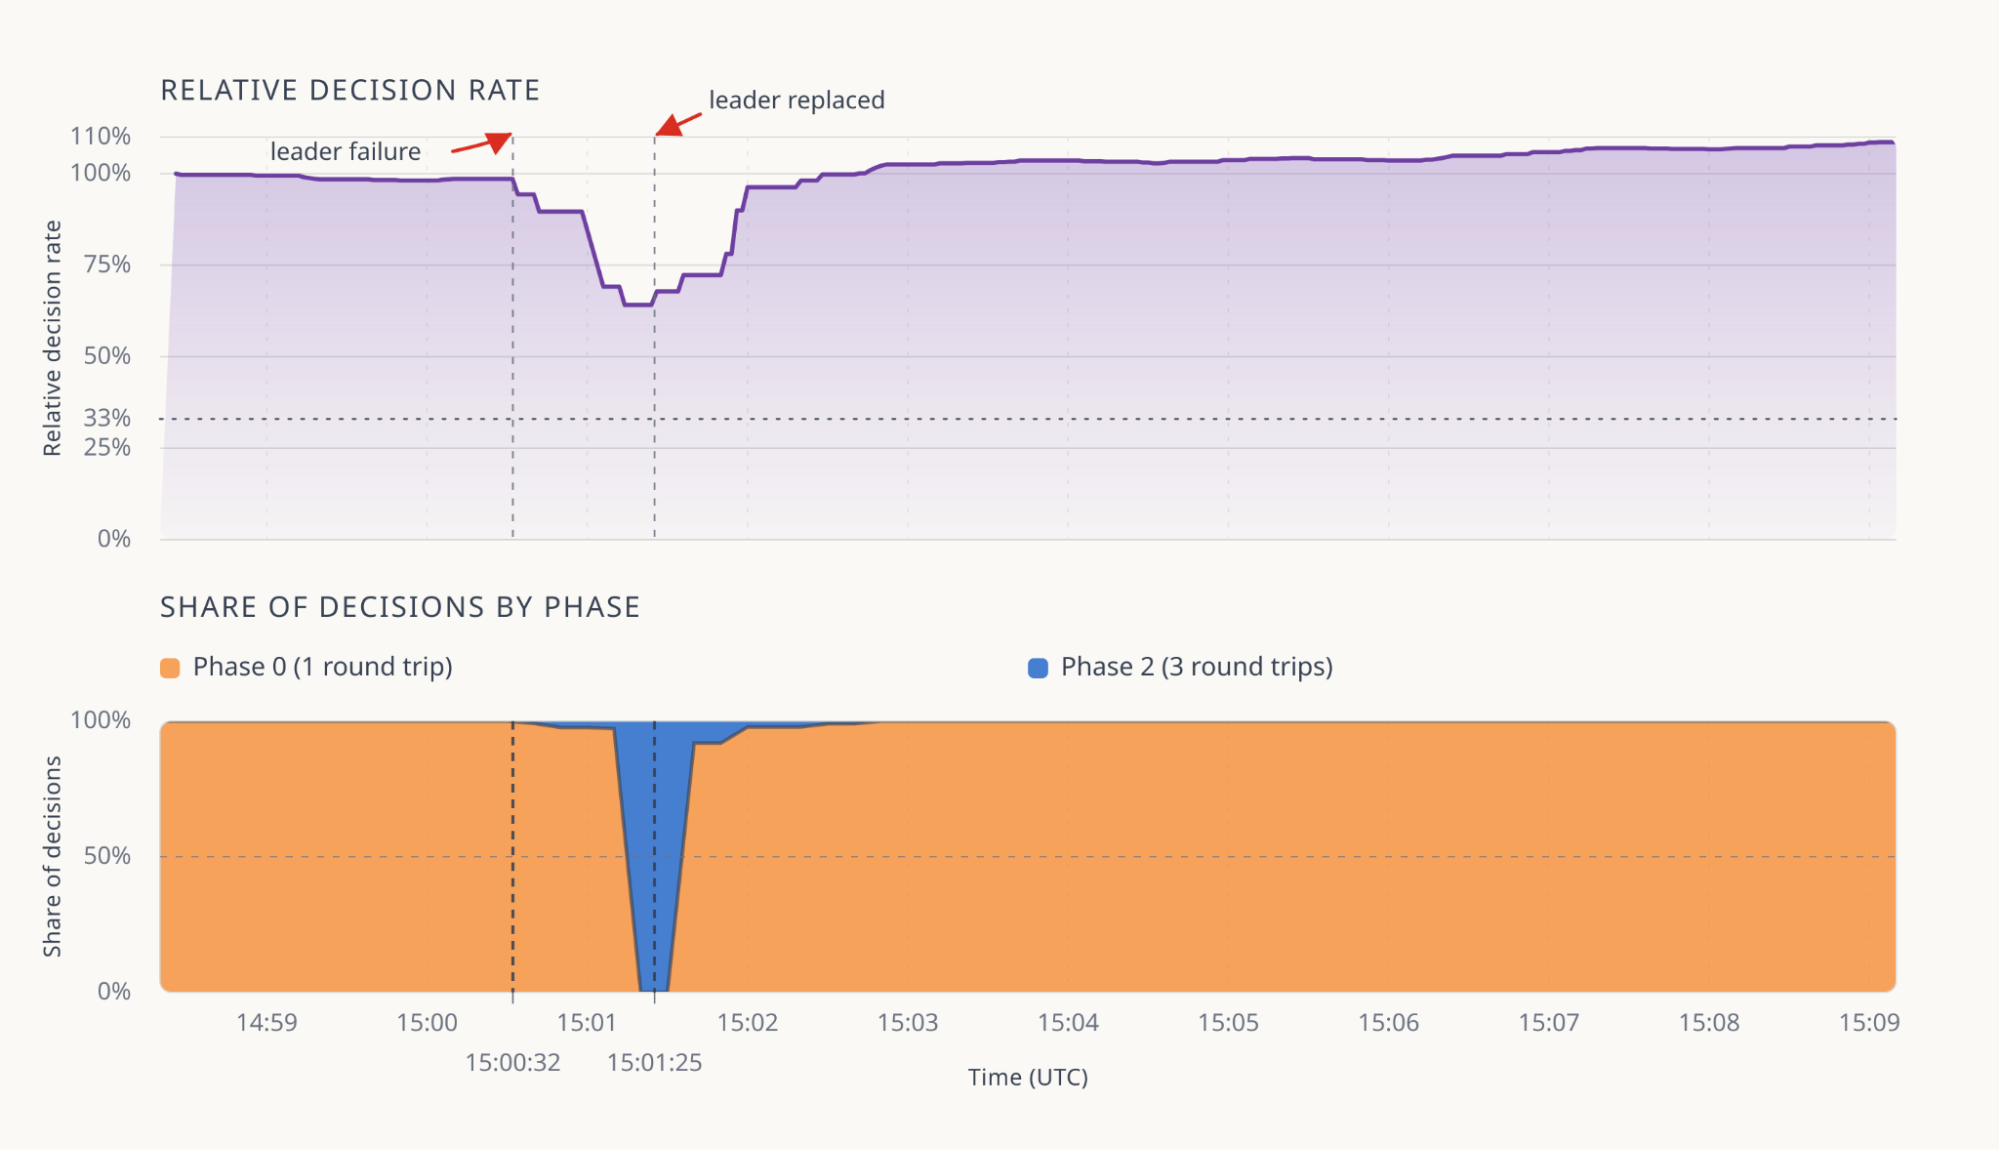 RELATIVE DECISION RATE
leader replaced
leader failure
110%
100%
75%
50%
33%
25%
0%
Relative decision rate
SHARE OF DECISIONS BY PHASE
Phase 0 (1 round trip)
Phase 2 (3 round trips)
100%
50%
0%
Share of decisions
14:59 15:00 15:01 15:02 15:03 15:04 15:05 15:06 15:07 15:08 15:09
15:00:32 15:01:25
Time (UTC)